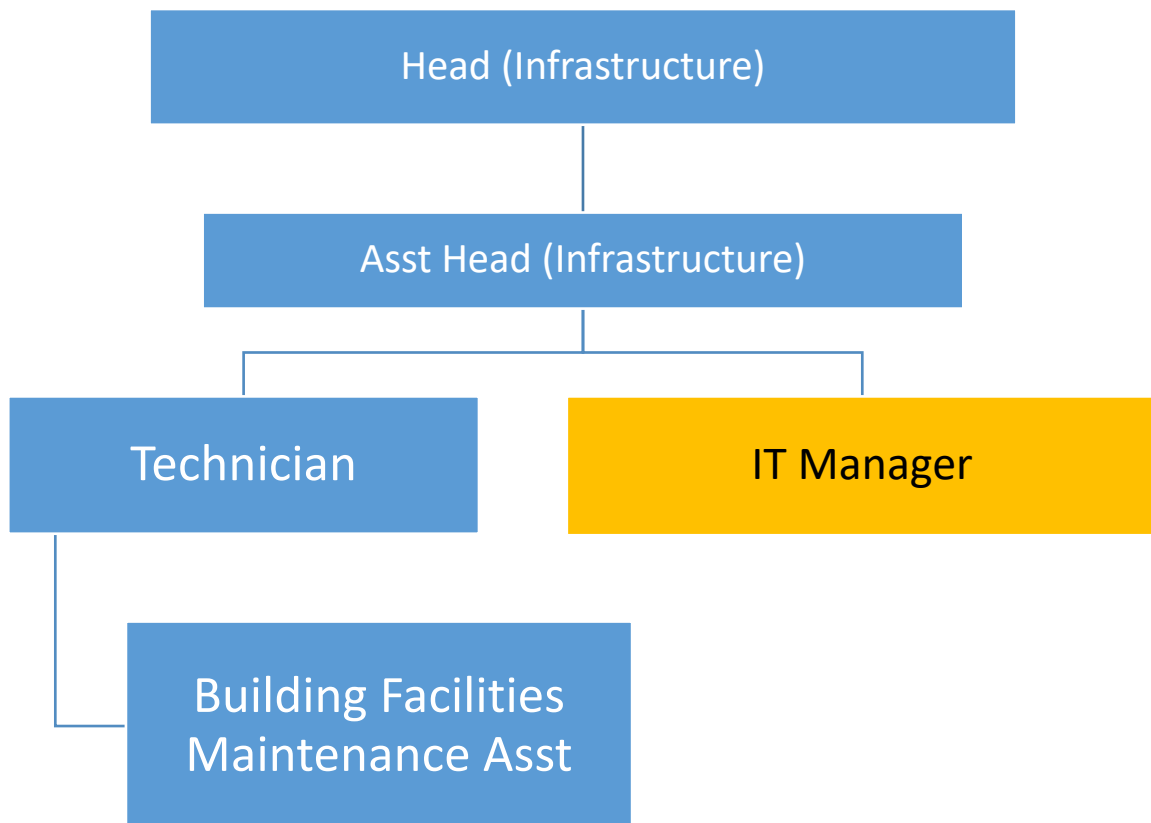 Head (Infrastructure)
Asst Head (Infrastructure)
Technician
IT Manager
Building Facilities
Maintenance Asst